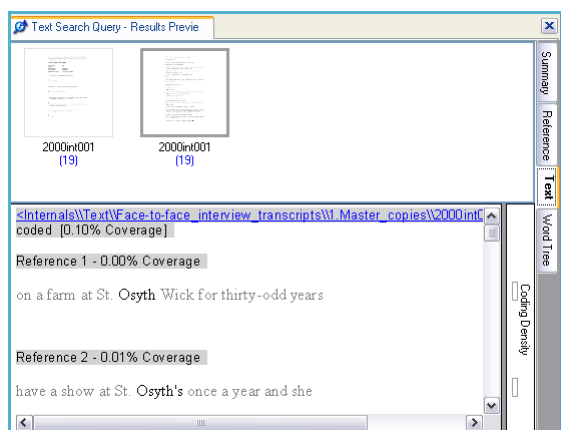 Text Search Query - Results Previe
2000int001
(19)
2000int001
(19)
Summary
Reference
Text
Word Tree
<Internals\\Text\\Face-to-face_interview_transcripts\\1.Master_copies\\2000int0
coded [0.10% Coverage]
Reference 1 - 0.00% Coverage
on a farm at St. Osyth Wick for thirty-odd years
Reference 2 - 0.01% Coverage
have a show at St. Osyth's once a year and she
Coding Density